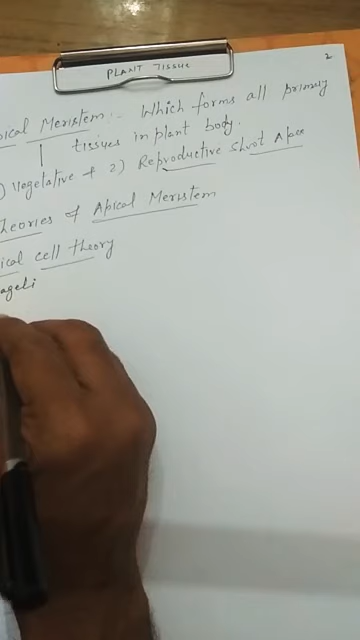 PLANT TISSUE
2
pical Meristem:- Which forms all primary
tissues in plant body.
) Vegetative & 2) Reproductive Shoot Apex
heories of Apical Meristem
ical cell theory
ageli